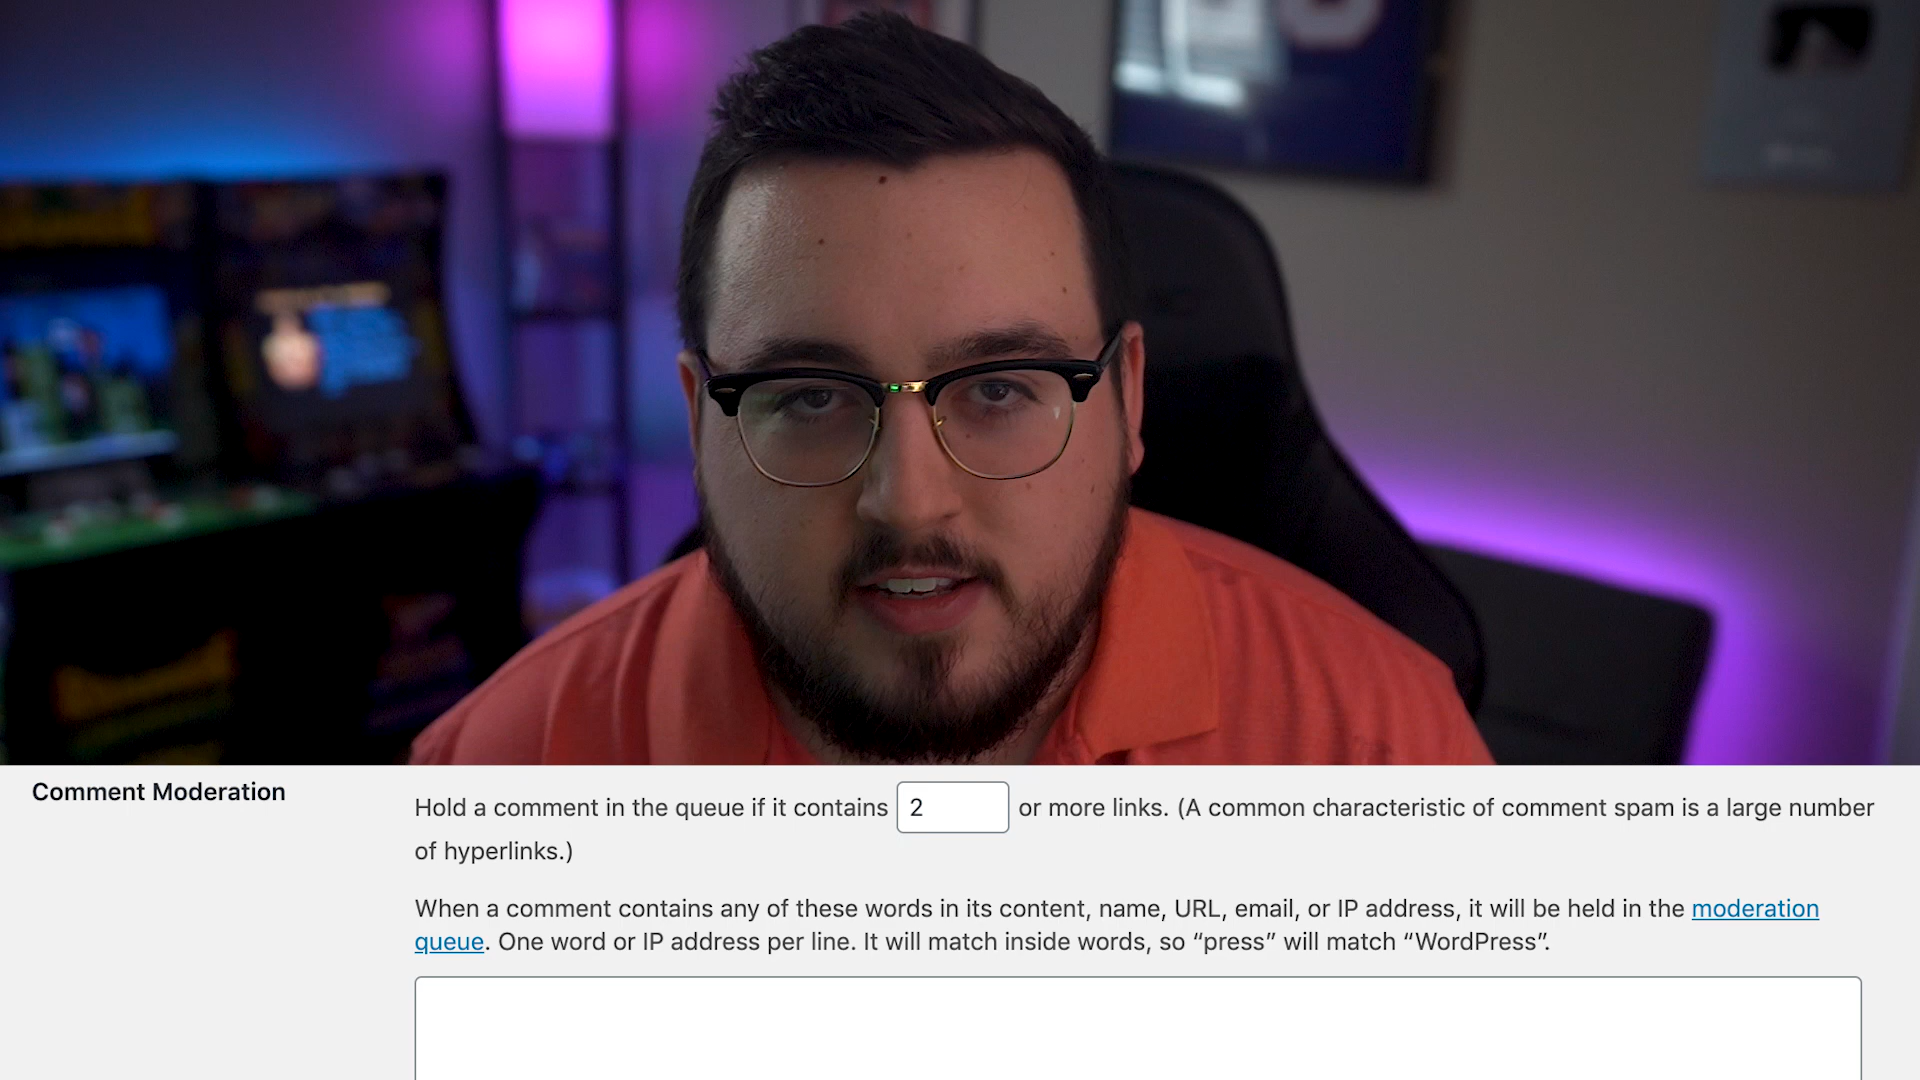 Comment Moderation
Hold a comment in the queue if it contains 2 or more links. (A common characteristic of comment spam is a large number
of hyperlinks.)
When a comment contains any of these words in its content, name, URL, email, or IP address, it will be held in the moderation
queue. One word or IP address per line. It will match inside words, so “press” will match “WordPress”.